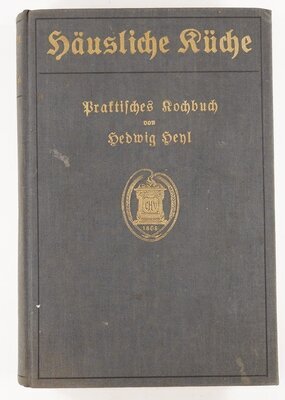 Häusliche Küche
Praktisches Kochbuch
von
Hedwig Heyl